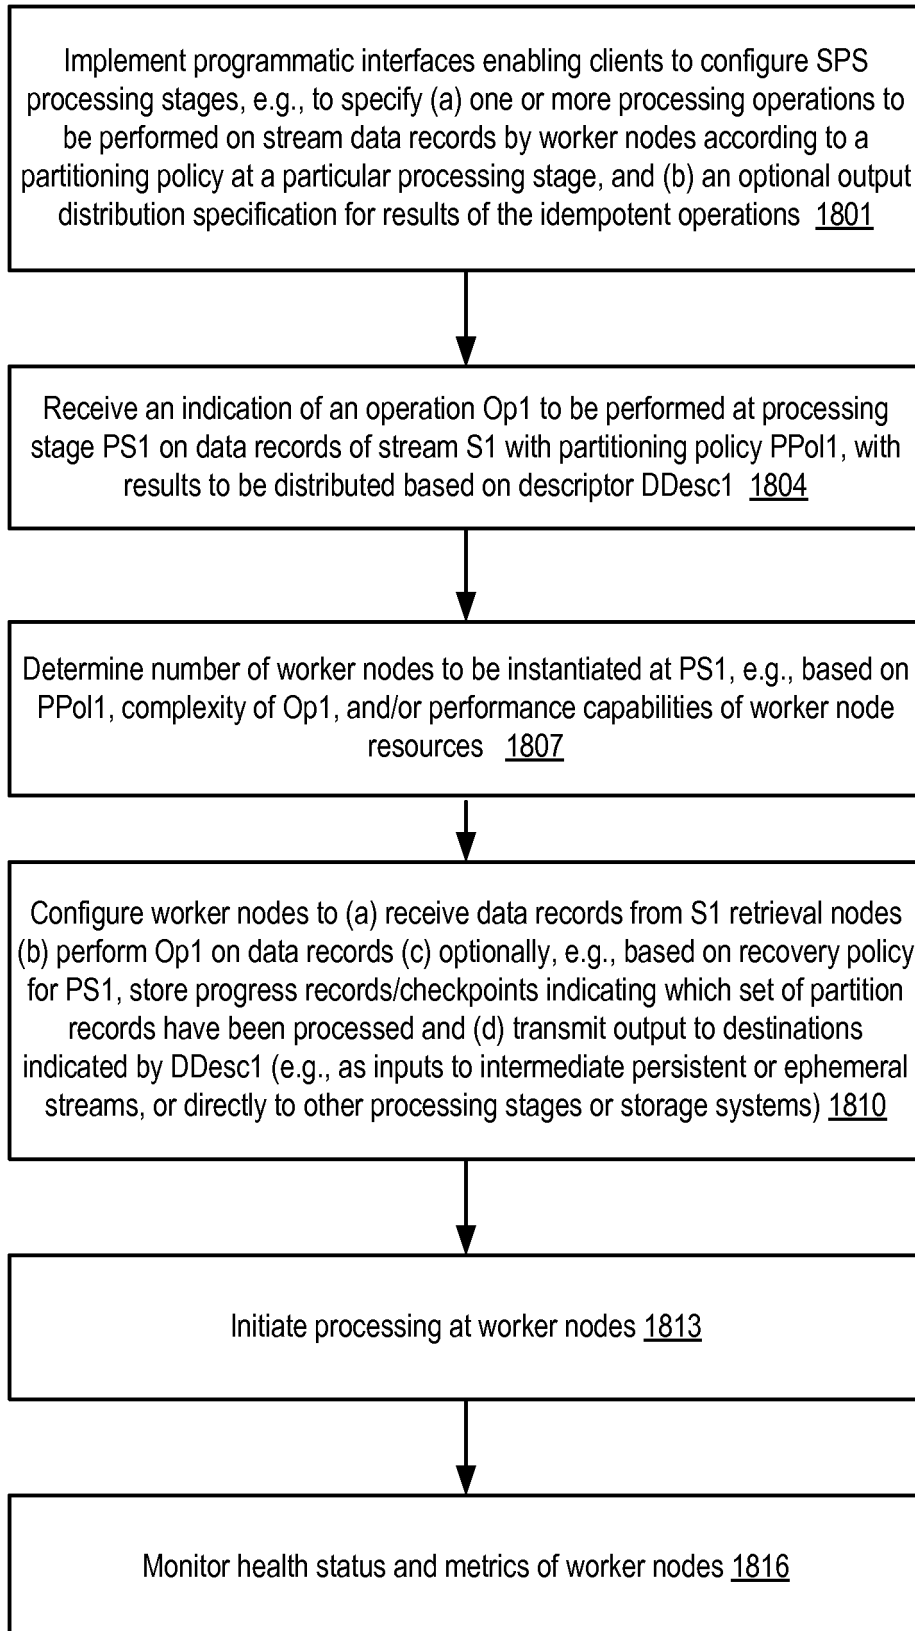 Implement programmatic interfaces enabling clients to configure SPS
processing stages, e.g., to specify (a) one or more processing operations to
be performed on stream data records by worker nodes according to a
partitioning policy at a particular processing stage, and (b) an optional output
distribution specification for results of the idempotent operations 1801
Receive an indication of an operation Op1 to be performed at processing
stage PS1 on data records of stream S1 with partitioning policy PPol1, with
results to be distributed based on descriptor DDesc1 1804
Determine number of worker nodes to be instantiated at PS1, e.g., based on
PPol1, complexity of Op1, and/or performance capabilities of worker node
resources 1807
Configure worker nodes to (a) receive data records from S1 retrieval nodes
(b) perform Op1 on data records (c) optionally, e.g., based on recovery policy
for PS1, store progress records/checkpoints indicating which set of partition
records have been processed and (d) transmit output to destinations
indicated by DDesc1 (e.g., as inputs to intermediate persistent or ephemeral
streams, or directly to other processing stages or storage systems) 1810
Initiate processing at worker nodes 1813
Monitor health status and metrics of worker nodes 1816